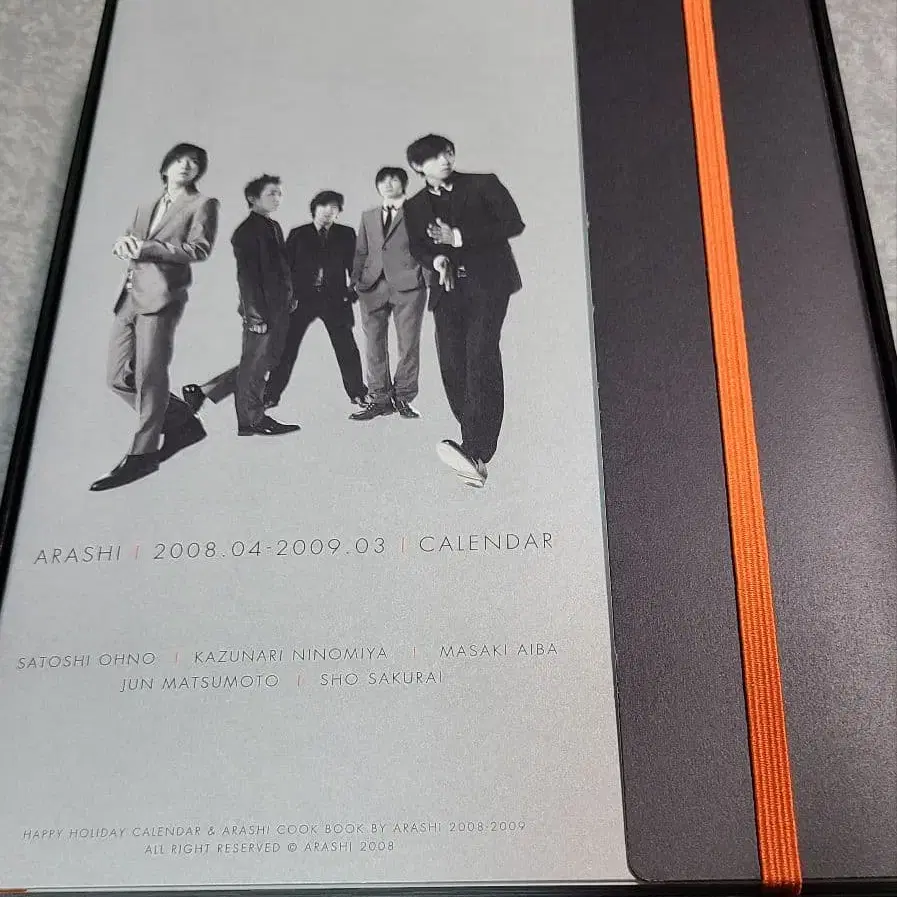 ARASHI | 2008.04-2009.03 | CALENDAR
SATOSHI OHNO | KAZUNARI NINOMIYA | MASAKI AIBA
JUN MATSUMOTO | SHO SAKURAI
HAPPY HOLIDAY CALENDAR & ARASHI COOK BOOK BY ARASHI 2008-2009
ALL RIGHT RESERVED © ARASHI 2008